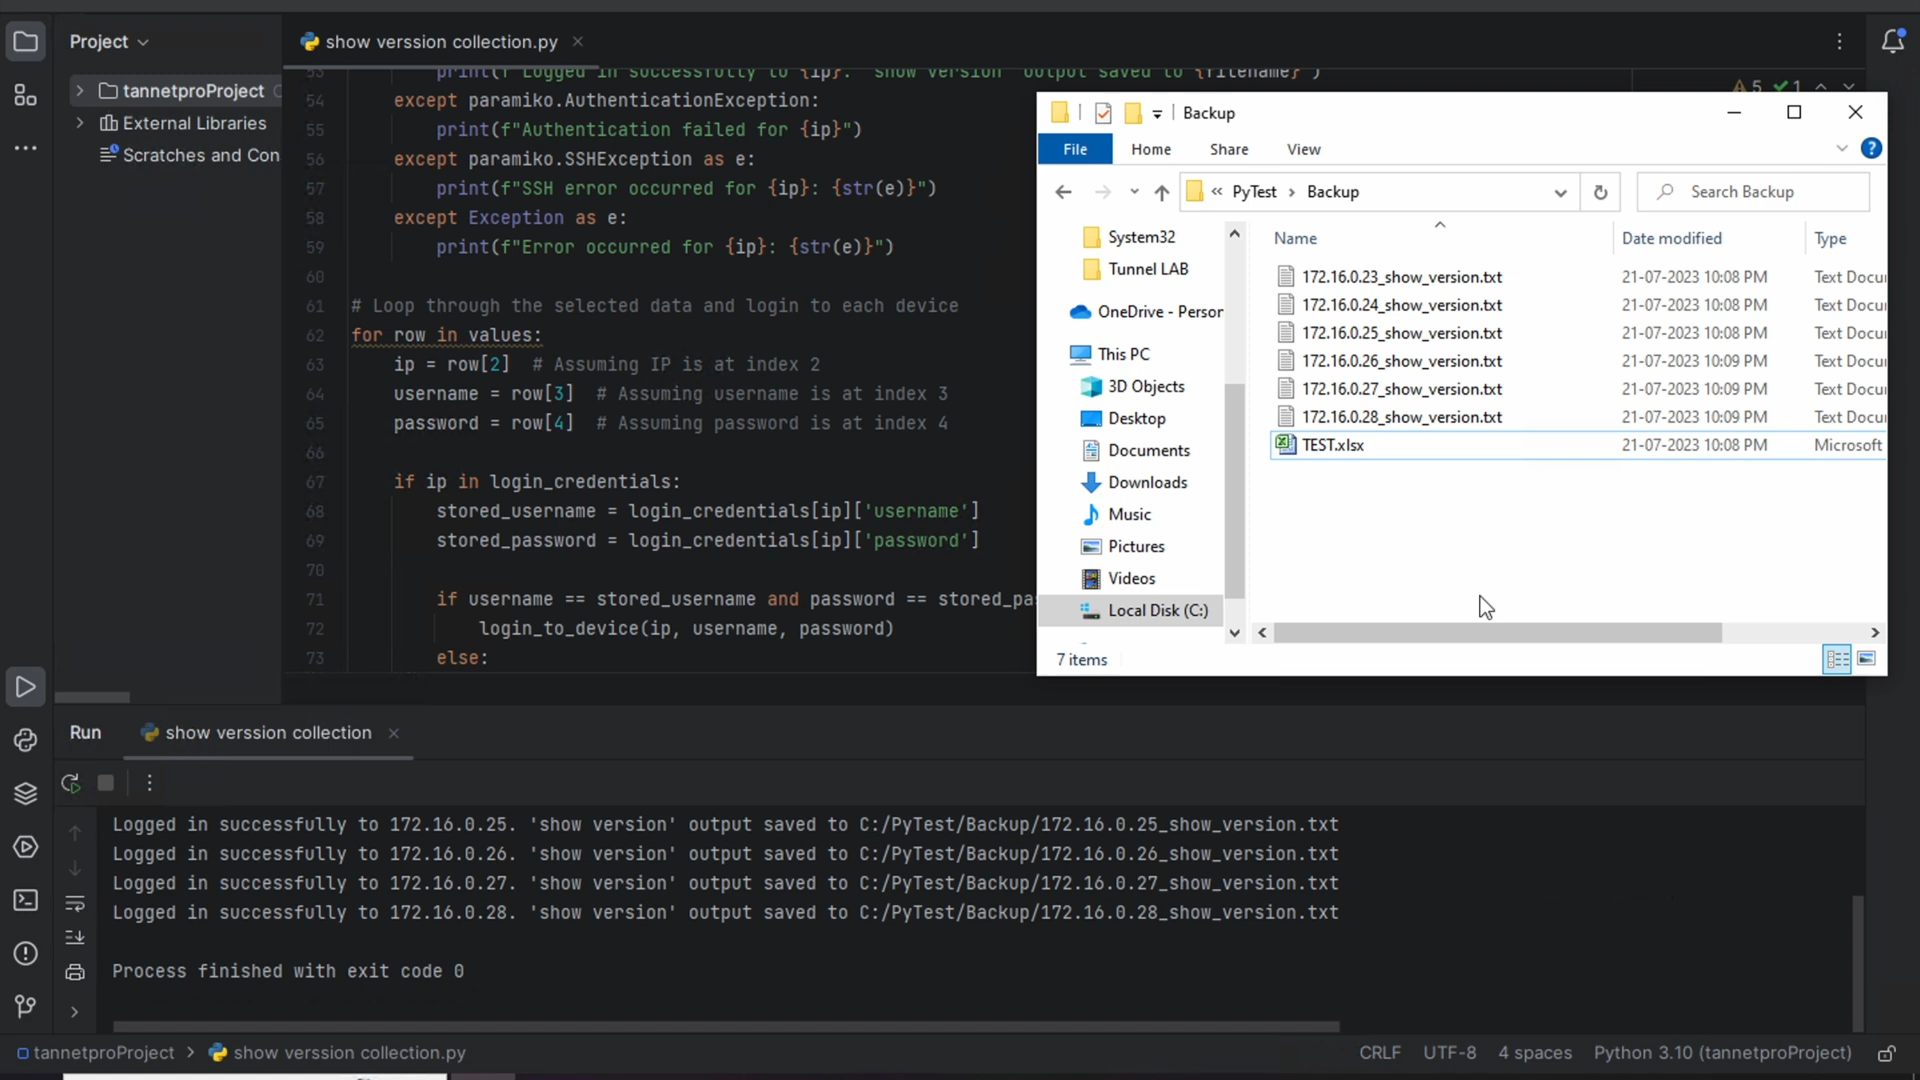 Project
show verssion collection.py
tannetproProject
External Libraries
Scratches and Con
53 print(f"Logged in successfully to {ip}. 'show version' output saved to {filename}")
5 1
54 except paramiko.AuthenticationException:
55 print(f"Authentication failed for {ip}")
56 except paramiko.SSHException as e:
57 print(f"SSH error occurred for {ip}: {str(e)}")
58 except Exception as e:
59 print(f"Error occurred for {ip}: {str(e)}")
60
61 # Loop through the selected data and login to each device
62 for row in values:
63 ip = row[2] # Assuming IP is at index 2
64 username = row[3] # Assuming username is at index 3
65 password = row[4] # Assuming password is at index 4
66
67 if ip in login_credentials:
68 stored_username = login_credentials[ip]['username']
69 stored_password = login_credentials[ip]['password']
70
71 if username == stored_username and password == stored_pa
72 login_to_device(ip, username, password)
73 else:
Backup
File Home Share View
« PyTest › Backup
Search Backup
System32
Tunnel LAB
OneDrive - Person
This PC
3D Objects
Desktop
Documents
Downloads
Music
Pictures
Videos
Local Disk (C:)
Name Date modified Type
172.16.0.23_show_version.txt 21-07-2023 10:08 PM Text Docu
172.16.0.24_show_version.txt 21-07-2023 10:08 PM Text Docu
172.16.0.25_show_version.txt 21-07-2023 10:08 PM Text Docu
172.16.0.26_show_version.txt 21-07-2023 10:09 PM Text Docu
172.16.0.27_show_version.txt 21-07-2023 10:09 PM Text Docu
172.16.0.28_show_version.txt 21-07-2023 10:09 PM Text Docu
TEST.xlsx 21-07-2023 10:08 PM Microsoft
7 items
Run show verssion collection
Logged in successfully to 172.16.0.25. 'show version' output saved to C:/PyTest/Backup/172.16.0.25_show_version.txt
Logged in successfully to 172.16.0.26. 'show version' output saved to C:/PyTest/Backup/172.16.0.26_show_version.txt
Logged in successfully to 172.16.0.27. 'show version' output saved to C:/PyTest/Backup/172.16.0.27_show_version.txt
Logged in successfully to 172.16.0.28. 'show version' output saved to C:/PyTest/Backup/172.16.0.28_show_version.txt
Process finished with exit code 0
tannetproProject > show verssion collection.py
CRLF UTF-8 4 spaces Python 3.10 (tannetproProject)